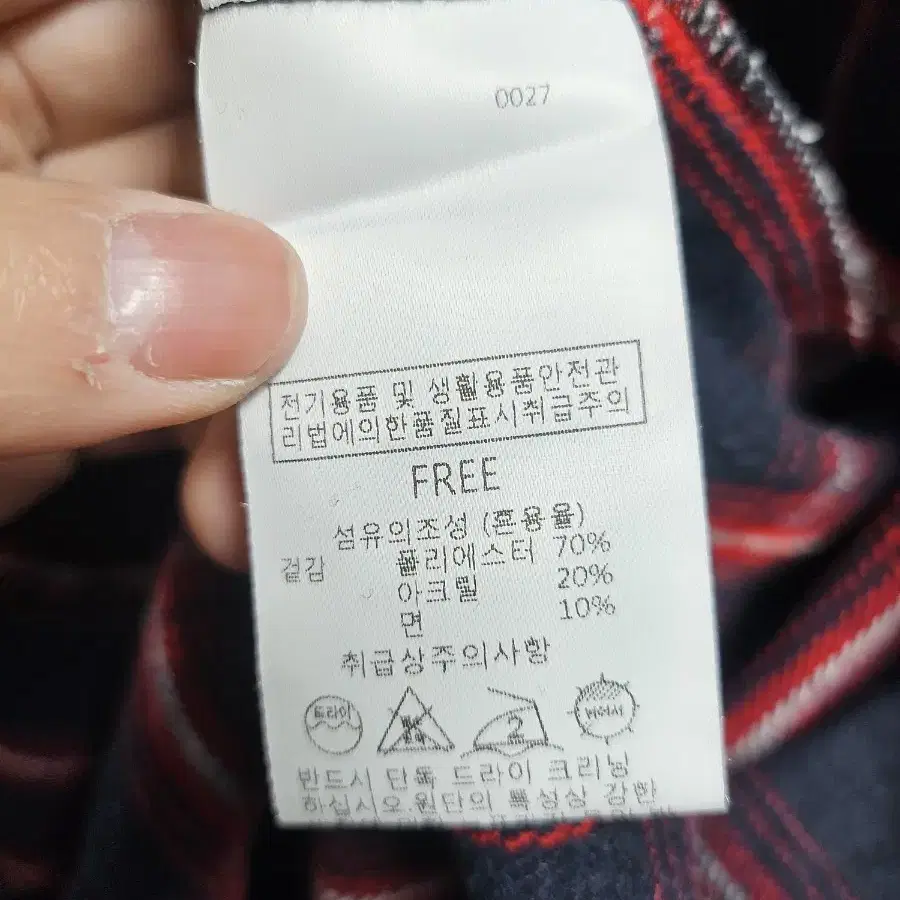 0027
전기용품 및 생활용품안전관
리법에의한품질표시취급주의
FREE
섬유의조성 (혼용율)
겉감 폴리에스터 70%
아크릴 20%
면 10%
취급상주의사항
드라이
2
반드시 단독 드라이 크리닝
하십시오 원단의 특성상 강한